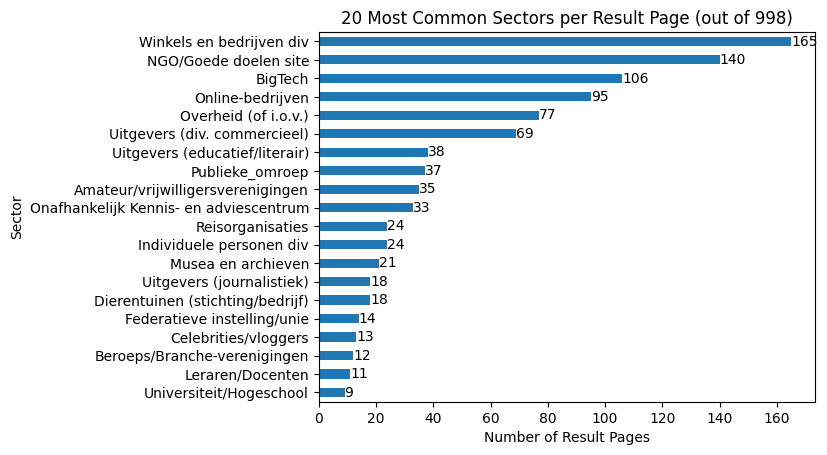 20 Most Common Sectors per Result Page (out of 998)
Sector
Winkels en bedrijven div 165
NGO/Goede doelen site 140
BigTech 106
Online-bedrijven 95
Overheid (of i.o.v.) 77
Uitgevers (div. commercieel) 69
Uitgevers (educatief/literair) 38
Publieke_omroep 37
Amateur/vrijwilligersverenigingen 35
Onafhankelijk Kennis- en adviescentrum 33
Reisorganisaties 24
Individuele personen div 24
Musea en archieven 21
Uitgevers (journalistiek) 18
Dierentuinen (stichting/bedrijf) 18
Federatieve instelling/unie 14
Celebrities/vloggers 13
Beroeps/Branche-verenigingen 12
Leraren/Docenten 11
Universiteit/Hogeschool 9
0 20 40 60 80 100 120 140 160
Number of Result Pages